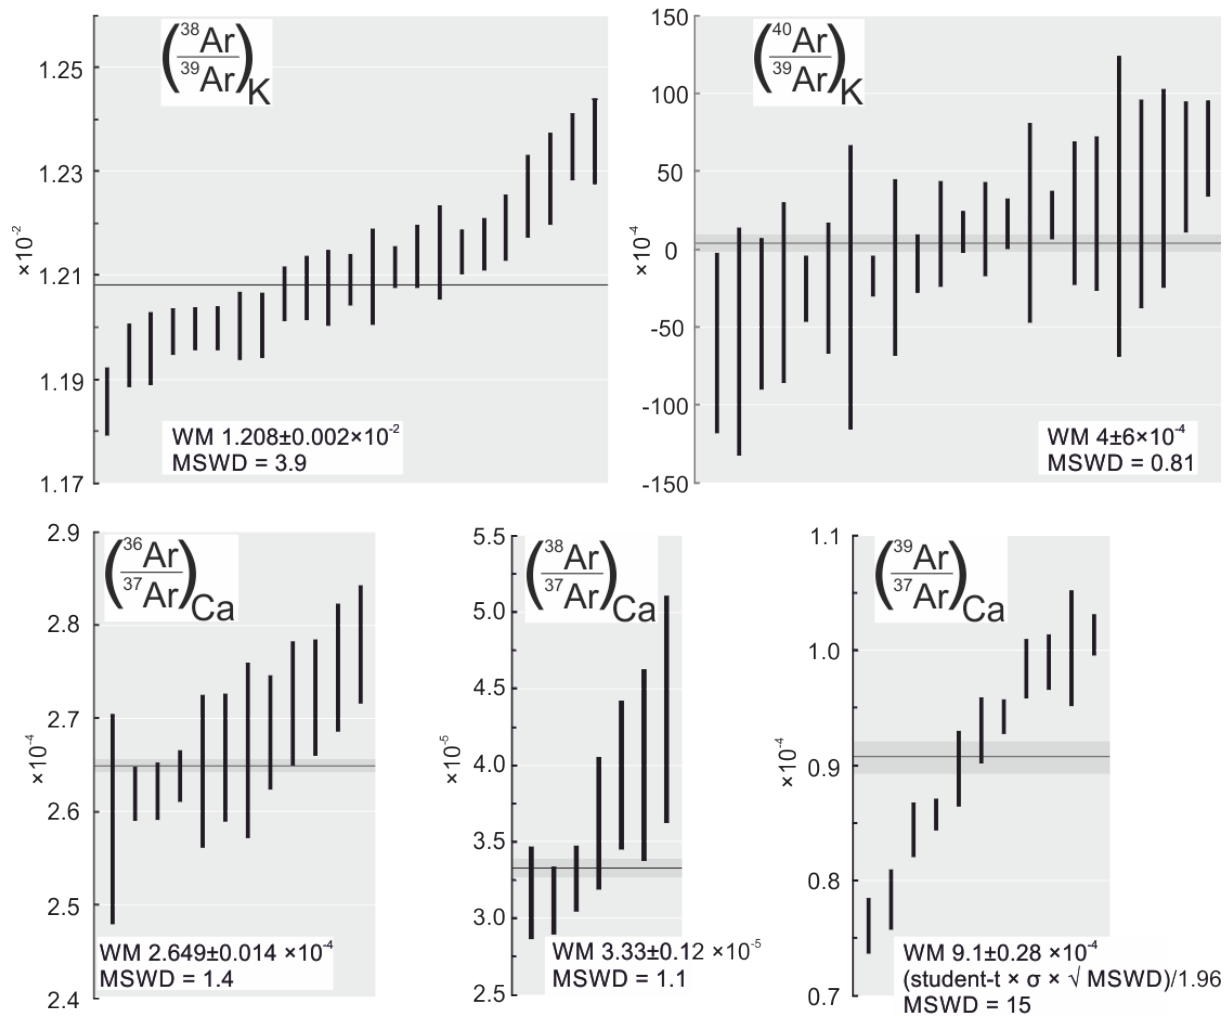 (38Ar/39Ar)K
1.25
1.23
1.21
1.19
1.17
×10-2
WM 1.208±0.002×10-2
MSWD = 3.9
(40Ar/39Ar)K
150
100
50
0
-50
-100
-150
×10-4
WM 4±6×10-4
MSWD = 0.81
(36Ar/37Ar)Ca
2.9
2.8
2.7
2.6
2.5
2.4
×10-4
WM 2.649±0.014 ×10-4
MSWD = 1.4
(38Ar/37Ar)Ca
5.5
5.0
4.5
4.0
3.5
3.0
2.5
×10-5
WM 3.33±0.12 ×10-5
MSWD = 1.1
(39Ar/37Ar)Ca
1.1
1.0
0.9
0.8
0.7
×10-4
WM 9.1±0.28 ×10-4
(student-t × σ × √ MSWD)/1.96
MSWD = 15